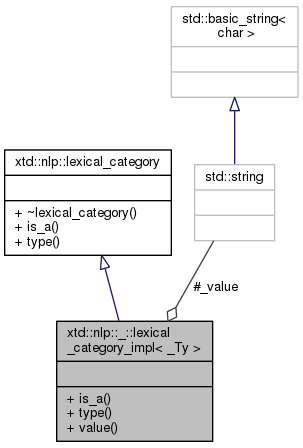 std::basic_string<
char >
xtd::nlp::lexical_category
+ ~lexical_category()
+ is_a()
+ type()
std::string
#_value
xtd::nlp::_::lexical
_category_impl< _Ty >
+ is_a()
+ type()
+ value()